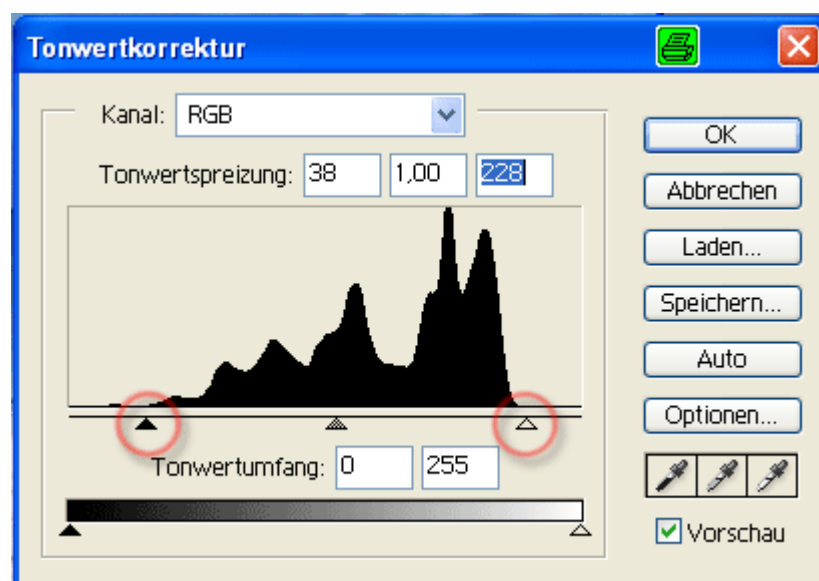 Tonwertkorrektur
Kanal: RGB
Tonwertspreizung: 38 1,00 228
Tonwertumfang: 0 255
OK
Abbrechen
Laden...
Speichern...
Auto
Optionen...
Vorschau